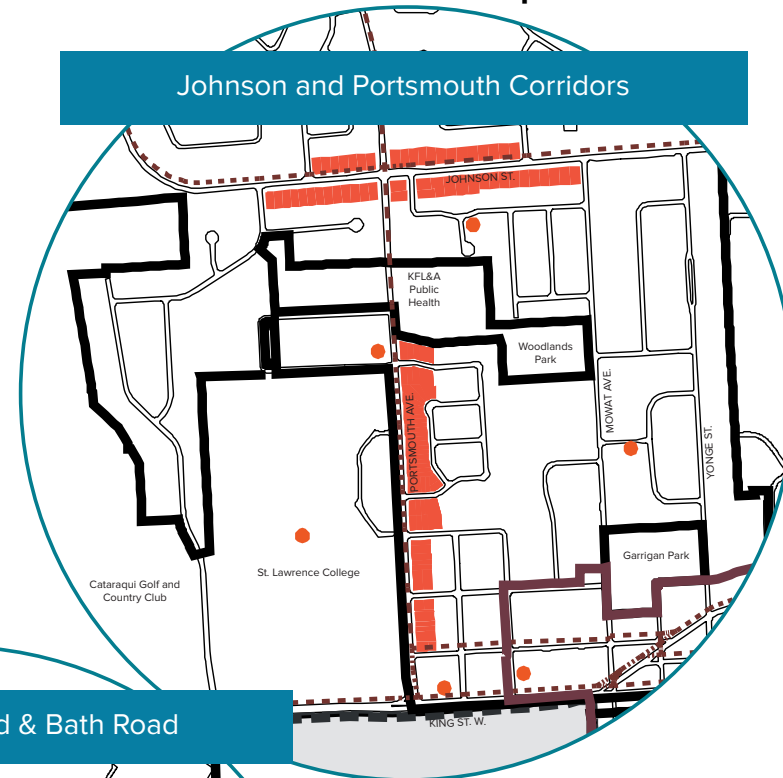 Johnson and Portsmouth Corridors
JOHNSON ST.
KFL&A
Public
Health
Woodlands
Park
MOWAT AVE.
PORTSMOUTH AVE.
YONGE ST.
Garrigan Park
St. Lawrence College
Cataraqui Golf and
Country Club
& Bath Road
KING ST. W.